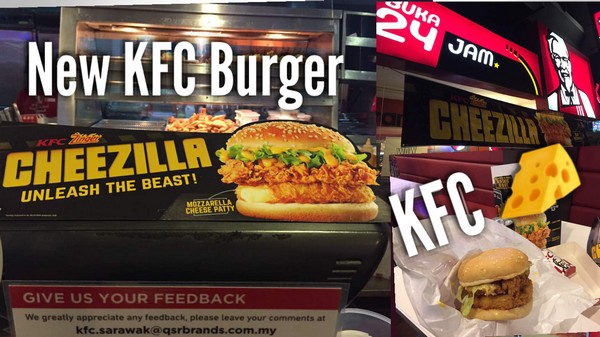 New KFC Burger
KFC
CHEEZILLA
UNLEASH THE BEAST!
MOZZARELLA
CHEESE PATTY
GIVE US YOUR FEEDBACK
We greatly appreciate any feedback, please leave your comments at
kfc.sarawak@qsrbrands.com.my
BUKA
24 JAM
CHEEZILLA
KFC